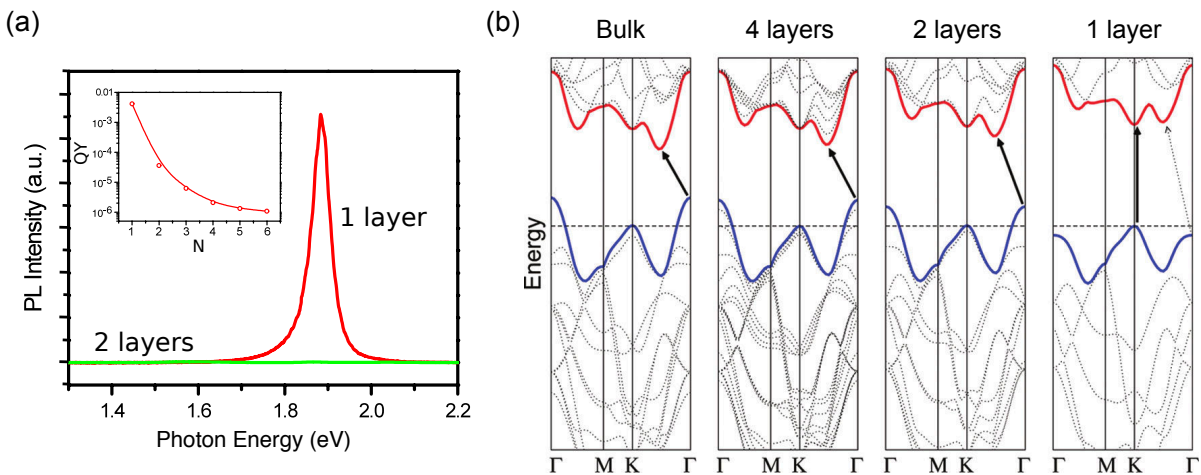 (a)
PL Intensity (a.u.)
QY
0.01
10⁻³
10⁻⁴
10⁻⁵
10⁻⁶
1 2 3 4 5 6
N
1 layer
2 layers
1.4 1.6 1.8 2.0 2.2
Photon Energy (eV)
(b)
Bulk 4 layers 2 layers 1 layer
Energy
Γ M K Γ Γ M K Γ Γ M K Γ Γ M K Γ